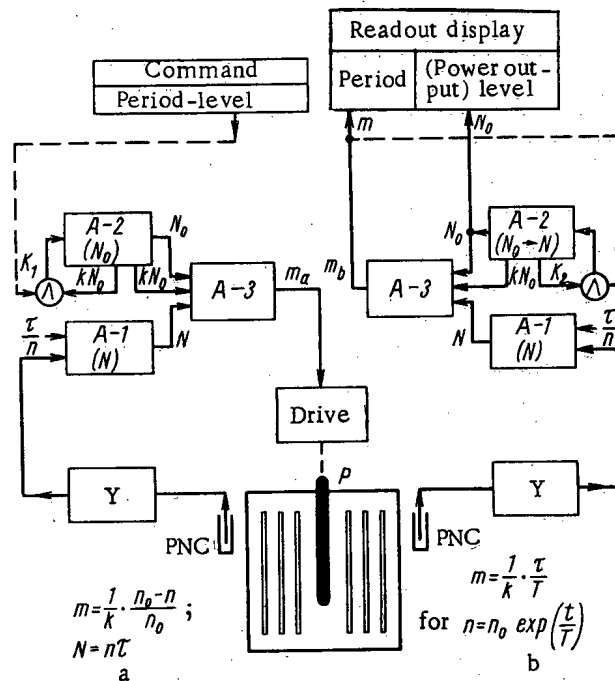 Readout display
Command
Period-level
Period
(Power out-
put) level
m
N₀
A-2
(N₀)
N₀
K₁
Λ
kN₀
kN₀
A-3
mₐ
τ/n
A-1
(N)
N
Drive
Y
PNC
P
N₀
A-2
(N₀→N)
m_b
A-3
kN₀
Λ
N
A-1
(N)
τ/n
Y
PNC
m=1/k · (n₀-n)/n₀ ;
N=nτ
a
m=1/k · τ/T
for n=n₀ exp(t/T)
b